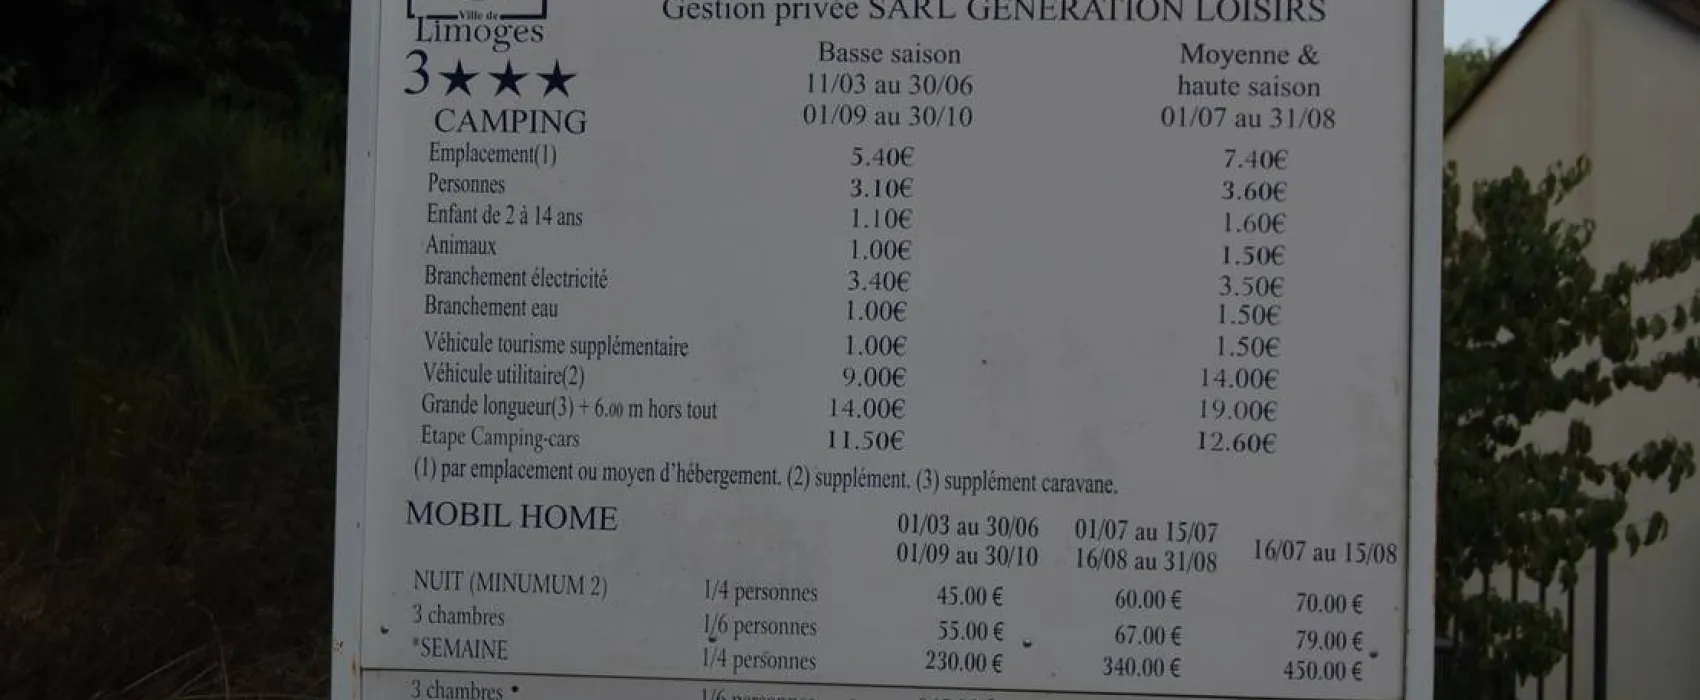 Gestion privée SARL GENERATION LOISIRS
Ville de
Limoges
3★★★
Basse saison Moyenne &
11/03 au 30/06 haute saison
CAMPING 01/09 au 30/10 01/07 au 31/08
Emplacement(1) 5.40€ 7.40€
Personnes 3.10€ 3.60€
Enfant de 2 à 14 ans 1.10€ 1.60€
Animaux 1.00€ 1.50€
Branchement électricité 3.40€ 3.50€
Branchement eau 1.00€ 1.50€
Véhicule tourisme supplémentaire 1.00€ 1.50€
Véhicule utilitaire(2) 9.00€ 14.00€
Grande longueur(3) + 6.00 m hors tout 14.00€ 19.00€
Etape Camping-cars 11.50€ 12.60€
(1) par emplacement ou moyen d'hébergement. (2) supplément. (3) supplément caravane.
MOBIL HOME 01/03 au 30/06 01/07 au 15/07
01/09 au 30/10 16/08 au 31/08 16/07 au 15/08
NUIT (MINUMUM 2) 1/4 personnes 45.00 € 60.00 € 70.00 €
3 chambres 1/6 personnes 55.00 € 67.00 € 79.00 €
*SEMAINE 1/4 personnes 230.00 € 340.00 € 450.00 €
3 chambres 1/6